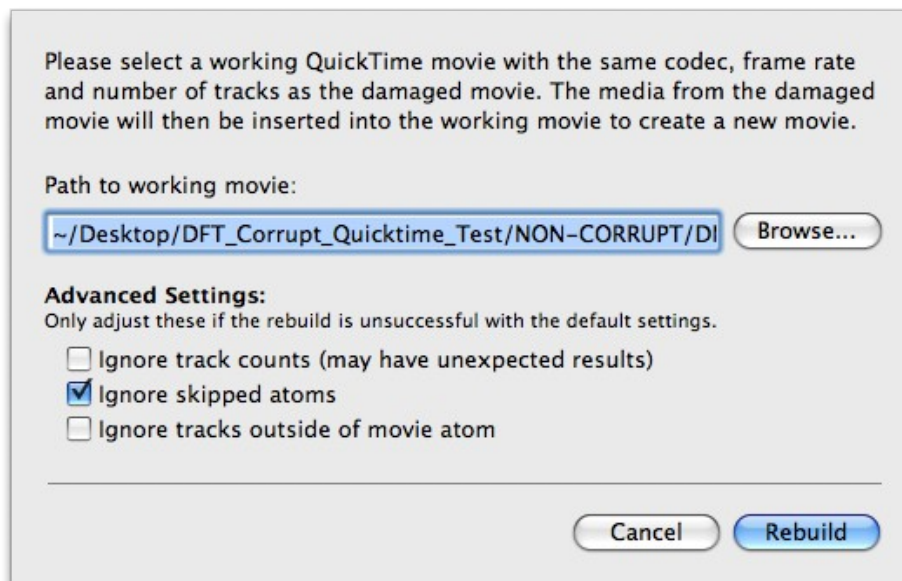 Please select a working QuickTime movie with the same codec, frame rate
and number of tracks as the damaged movie. The media from the damaged
movie will then be inserted into the working movie to create a new movie.
Path to working movie:
~/Desktop/DFT_Corrupt_Quicktime_Test/NON-CORRUPT/DI Browse...
Advanced Settings:
Only adjust these if the rebuild is unsuccessful with the default settings.
Ignore track counts (may have unexpected results)
Ignore skipped atoms
Ignore tracks outside of movie atom
Cancel Rebuild